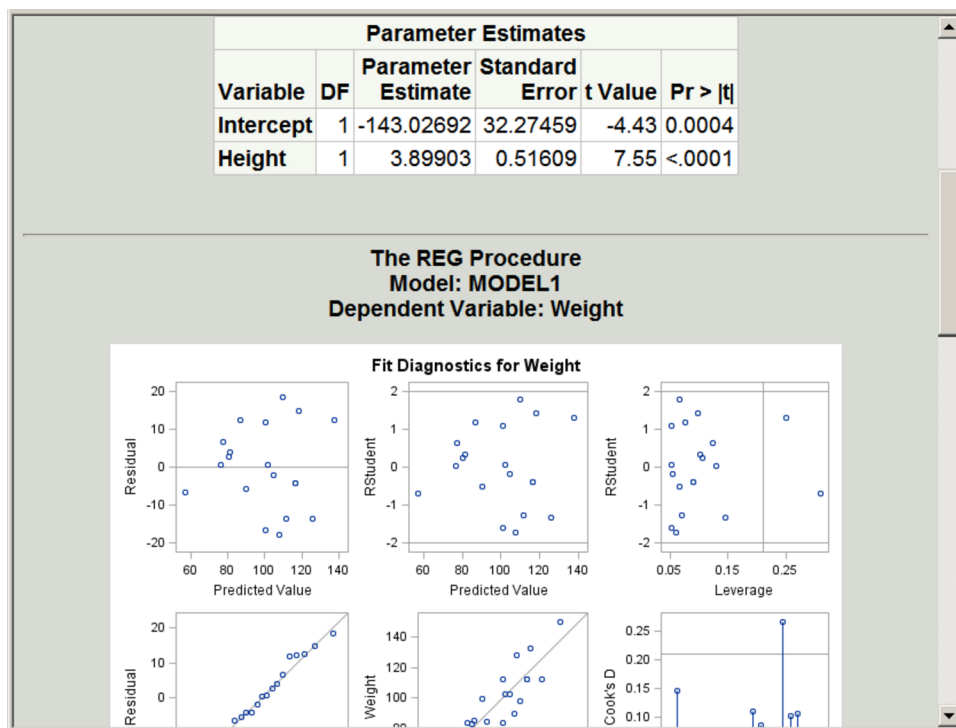 Parameter Estimates
Variable DF Parameter Estimate Standard Error t Value Pr > |t|
Intercept 1 -143.02692 32.27459 -4.43 0.0004
Height 1 3.89903 0.51609 7.55 <.0001
The REG Procedure
Model: MODEL1
Dependent Variable: Weight
Fit Diagnostics for Weight
Residual
20
10
0
-10
-20
60 80 100 120 140
Predicted Value
RStudent
2
1
0
-1
-2
60 80 100 120 140
Predicted Value
RStudent
2
1
0
-1
-2
0.05 0.15 0.25
Leverage
Residual
20
10
0
Weight
140
120
100
80
Cook's D
0.25
0.20
0.15
0.10